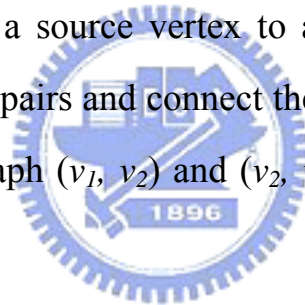 a source vertex to a
pairs and connect the
aph (v₁, v₂) and (v₂,
1896